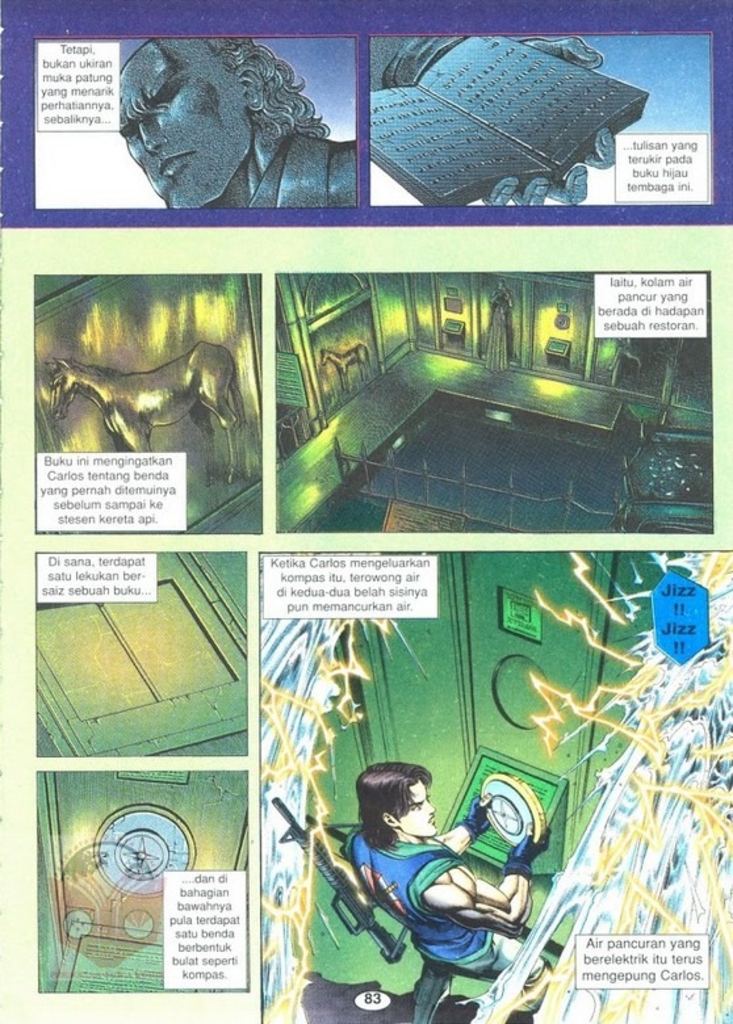 Tetapi,
bukan ukiran
muka patung
yang menarik
perhatiannya,
sebaliknya...
...tulisan yang
terukir pada
buku hijau
tembaga ini.
Buku ini mengingatkan
Carlos tentang benda
yang pernah ditemuinya
sebelum sampai ke
stesen kereta api.
Iaitu, kolam air
pancur yang
berada di hadapan
sebuah restoran.
Di sana, terdapat
satu lekukan ber-
saiz sebuah buku...
....dan di
bahagian
bawahnya
pula terdapat
satu benda
berbentuk
bulat seperti
kompas.
Ketika Carlos mengeluarkan
kompas itu, terowong air
di kedua-dua belah sisinya
pun memancurkan air.
Jizz
!!
Jizz
!!
Air pancuran yang
berelektrik itu terus
mengepung Carlos.
83